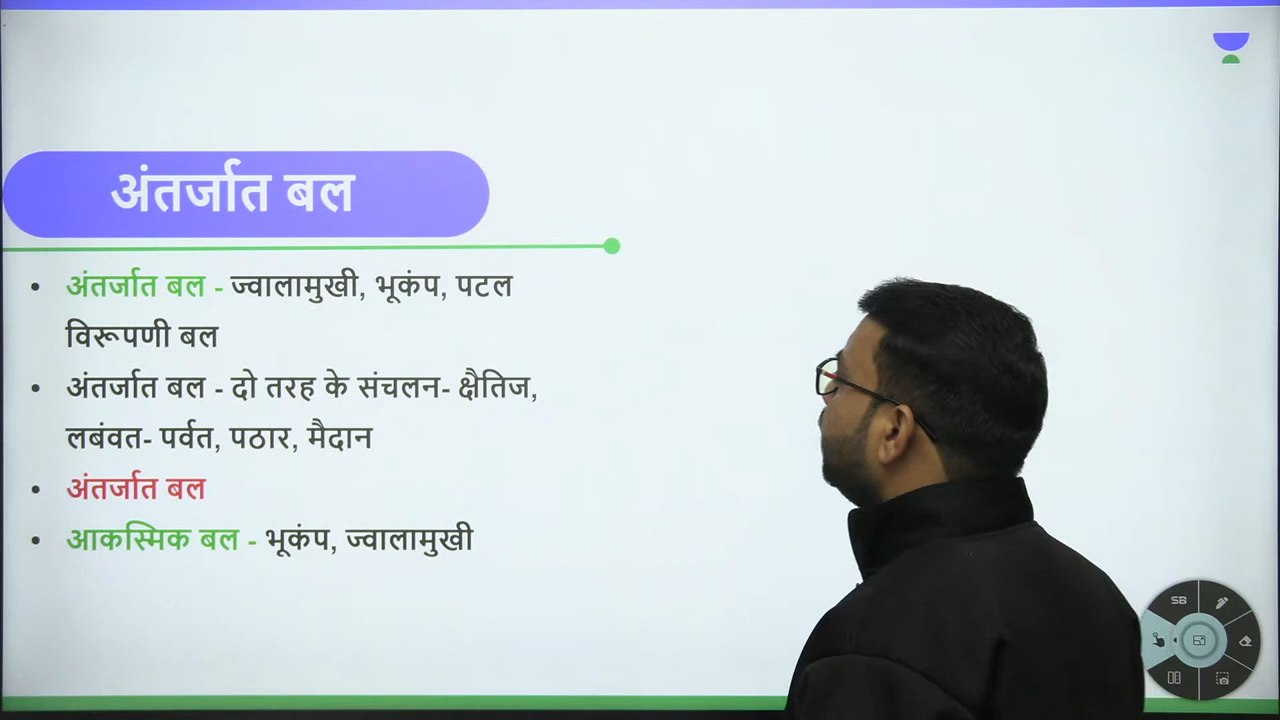 अंतर्जात बल
• अंतर्जात बल - ज्वालामुखी, भूकंप, पटल
विरूपणी बल
• अंतर्जात बल - दो तरह के संचलन- क्षैतिज,
लबंवत- पर्वत, पठार, मैदान
• अंतर्जात बल
• आकस्मिक बल - भूकंप, ज्वालामुखी
SB